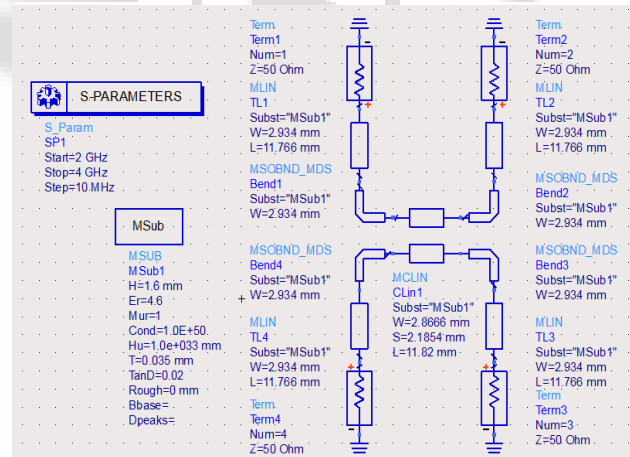 S-PARAMETERS
S_Param
SP1
Start=2 GHz
Stop=4 GHz
Step=10 MHz
MSub
MSUB
MSub1
H=1.6 mm
Er=4.6
Mur=1
Cond=1.0E+50
Hu=1.0e+033 mm
T=0.035 mm
TanD=0.02
Rough=0 mm
Bbase=
Dpeaks=
Term
Term1
Num=1
Z=50 Ohm
MLIN
TL1
Subst="MSub1"
W=2.934 mm
L=11.766 mm
MSOBND_MDS
Bend1
Subst="MSub1"
W=2.934 mm
MSOBND_MDS
Bend4
Subst="MSub1"
W=2.934 mm
MLIN
TL4
Subst="MSub1"
W=2.934 mm
L=11.766 mm
Term
Term4
Num=4
Z=50 Ohm
MCLIN
CLin1
Subst="MSub1"
W=2.8666 mm
S=2.1854 mm
L=11.82 mm
Term
Term2
Num=2
Z=50 Ohm
MLIN
TL2
Subst="MSub1"
W=2.934 mm
L=11.766 mm
MSOBND_MDS
Bend2
Subst="MSub1"
W=2.934 mm
MSOBND_MDS
Bend3
Subst="MSub1"
W=2.934 mm
MLIN
TL3
Subst="MSub1"
W=2.934 mm
L=11.766 mm
Term
Term3
Num=3
Z=50 Ohm